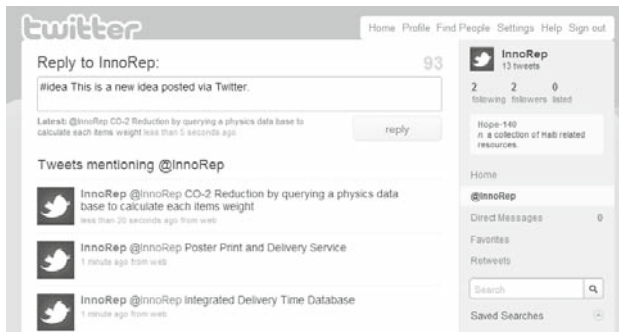 twitter
Home Profile Find People Settings Help Sign out
Reply to InnoRep:
93
#idea This is a new idea posted via Twitter.
Latest: @InnoRep CO-2 Reduction by querying a physics data base to
calculate each items weight less than 5 seconds ago
reply
Tweets mentioning @InnoRep
InnoRep @InnoRep CO-2 Reduction by querying a physics data
base to calculate each items weight
less than 20 seconds ago from web
InnoRep @InnoRep Poster Print and Delivery Service
1 minute ago from web
InnoRep @InnoRep Integrated Delivery Time Database
1 minute ago from web
InnoRep
13 tweets
2 2 0
following followers listed
Hope-140
n a collection of Haib related
resources.
Home
@InnoRep
Direct Messages 0
Favorites
Retweets
Search
Saved Searches